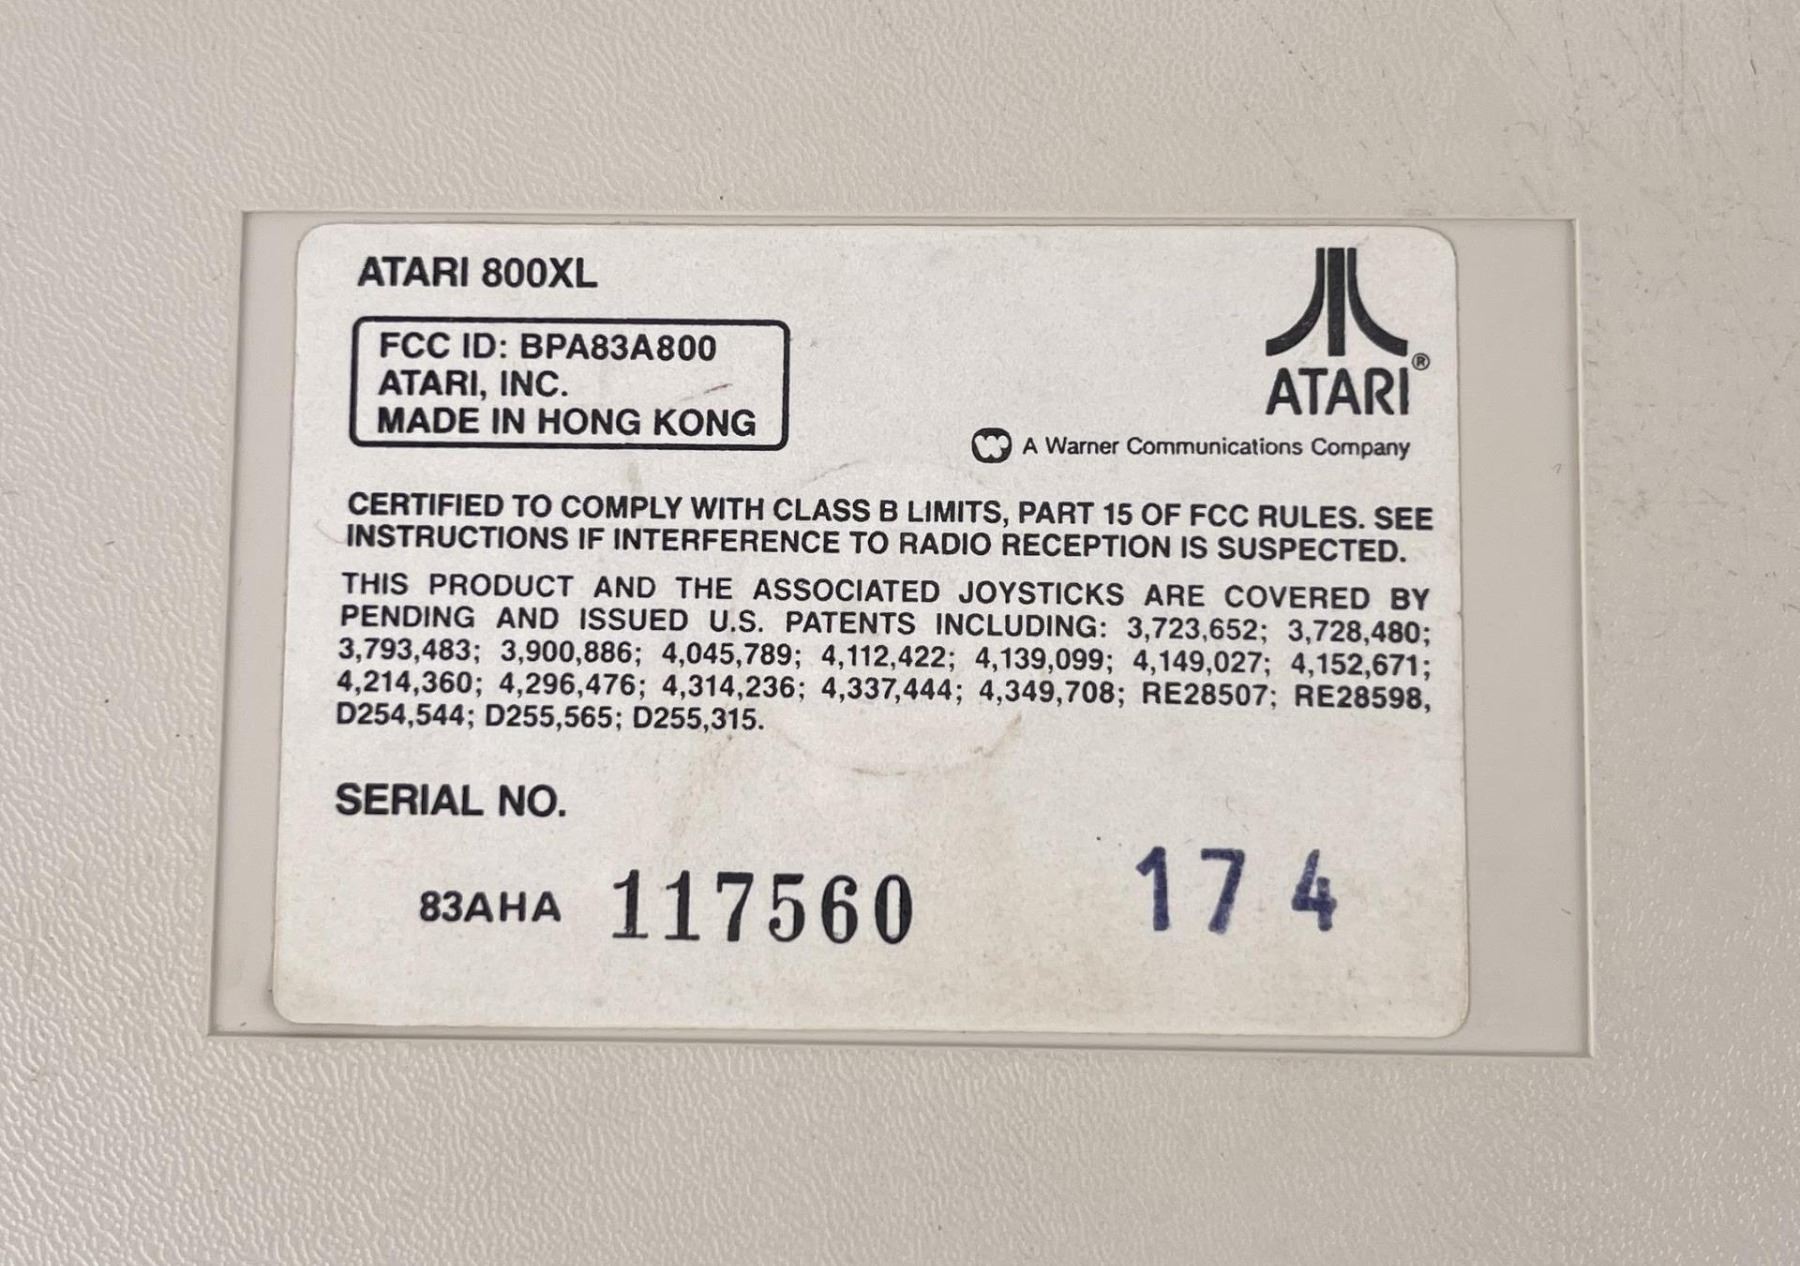 ATARI 800XL
FCC ID: BPA83A800
ATARI, INC.
MADE IN HONG KONG
ATARI®
W A Warner Communications Company
CERTIFIED TO COMPLY WITH CLASS B LIMITS, PART 15 OF FCC RULES. SEE
INSTRUCTIONS IF INTERFERENCE TO RADIO RECEPTION IS SUSPECTED.
THIS PRODUCT AND THE ASSOCIATED JOYSTICKS ARE COVERED BY
PENDING AND ISSUED U.S. PATENTS INCLUDING: 3,723,652; 3,728,480;
3,793,483; 3,900,886; 4,045,789; 4,112,422; 4,139,099; 4,149,027; 4,152,671;
4,214,360; 4,296,476; 4,314,236; 4,337,444; 4,349,708; RE28507; RE28598,
D254,544; D255,565; D255,315.
SERIAL NO.
83AHA 117560 174